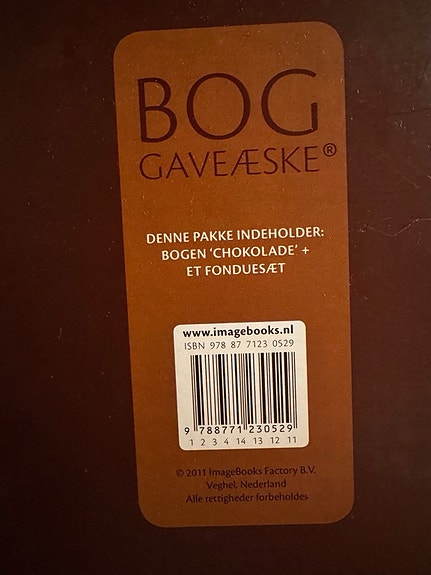 BOG
GAVEÆSKE®
DENNE PAKKE INDEHOLDER:
BOGEN 'CHOKOLADE' +
ET FONDUESÆT
www.imagebooks.nl
ISBN 978 87 7123 0529
9 788771 230529
1 2 3 4 14 13 12 11
© 2011 ImageBooks Factory B.V.
Veghel, Nederland
Alle rettigheder forbeholdes